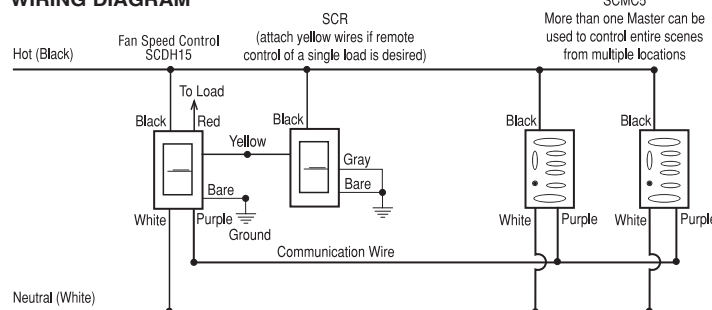 WIRING DIAGRAM
SCMC5
SCR
More than one Master can be
used to control entire scenes
from multiple locations
(attach yellow wires if remote
control of a single load is desired)
Fan Speed Control
SCDH15
Hot (Black)
To Load
Black
Red
Black
Black
Black
Yellow
Gray
Bare
Bare
White
Purple
Ground
White
Purple
White
Purple
Communication Wire
Neutral (White)